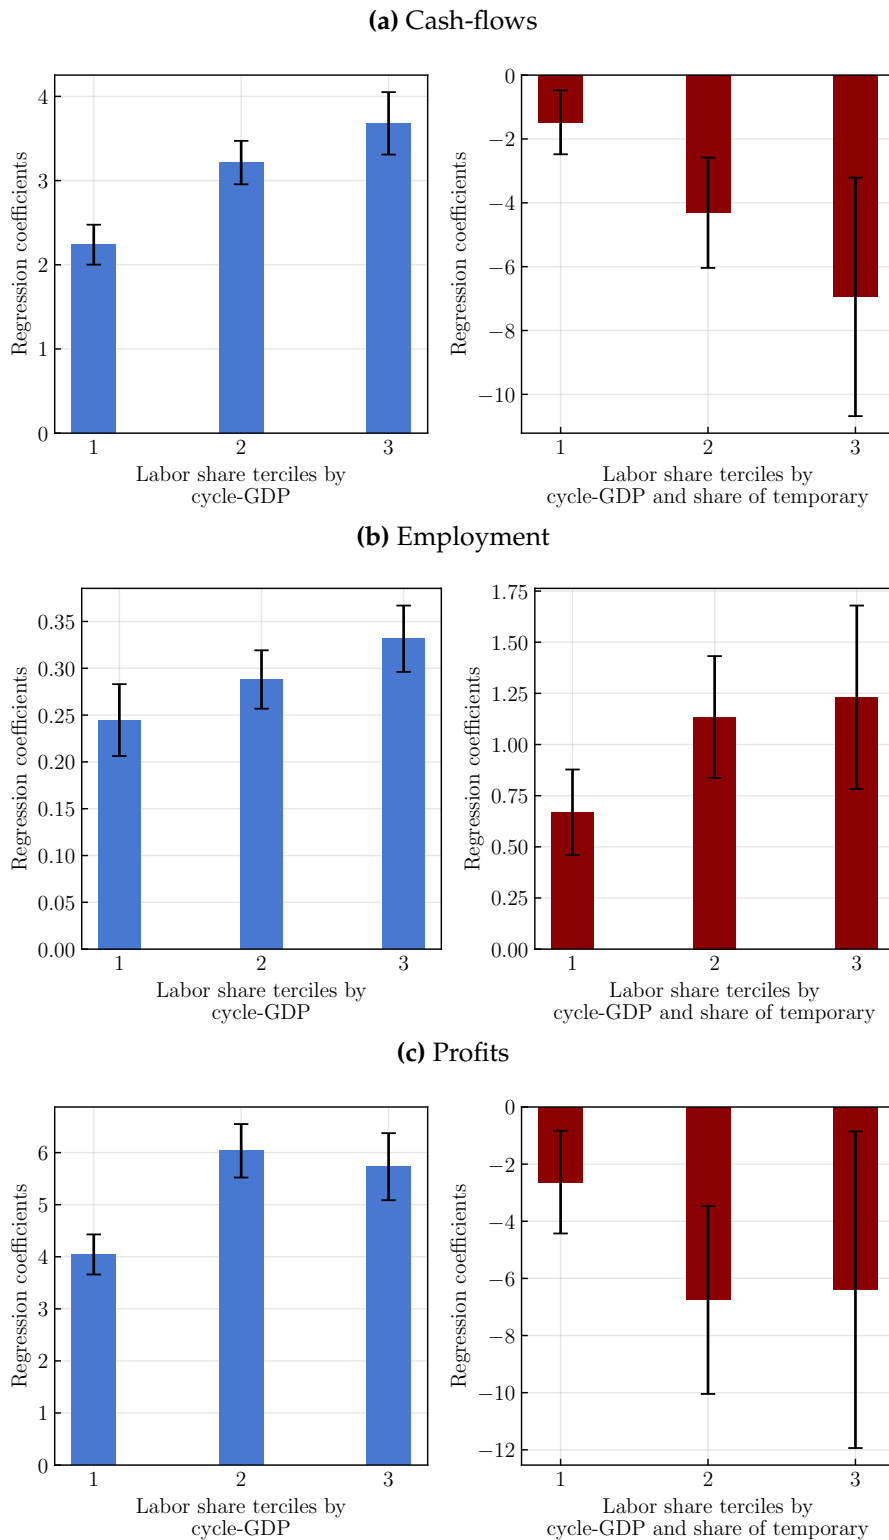 (a) Cash-flows
4
3
2
1
0
Regression coefficients
1 2 3
Labor share terciles by
cycle-GDP
0
−2
−4
−6
−8
−10
Regression coefficients
1 2 3
Labor share terciles by
cycle-GDP and share of temporary
(b) Employment
0.35
0.30
0.25
0.20
0.15
0.10
0.05
0.00
Regression coefficients
1 2 3
Labor share terciles by
cycle-GDP
1.75
1.50
1.25
1.00
0.75
0.50
0.25
0.00
Regression coefficients
1 2 3
Labor share terciles by
cycle-GDP and share of temporary
(c) Profits
6
5
4
3
2
1
0
Regression coefficients
1 2 3
Labor share terciles by
cycle-GDP
0
−2
−4
−6
−8
−10
−12
Regression coefficients
1 2 3
Labor share terciles by
cycle-GDP and share of temporary